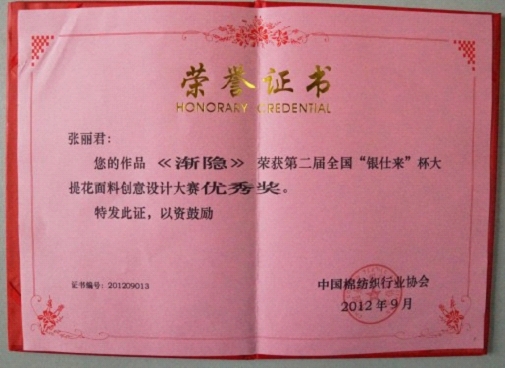 荣誉证书
HONORARY CREDENTIAL
张丽君：
您的作品《渐隐》荣获第二届全国“银仕来”杯大
提花面料创意设计大赛优秀奖。
特发此证，以资鼓励
证书编号：201209013
中国棉纺织行业协会
2012年9月